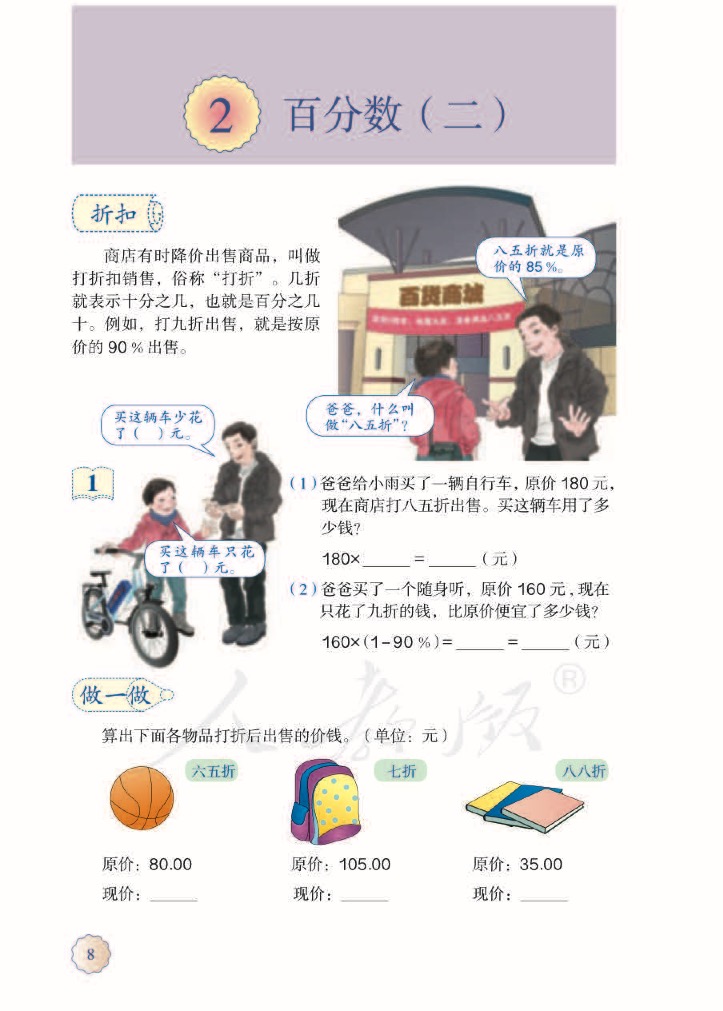 2 百分数（二）
折扣
商店有时降价出售商品，叫做
打折扣销售，俗称“打折”。几折
就表示十分之几，也就是百分之几
十。例如，打九折出售，就是按原
价的 90 % 出售。
八五折就是原
价的 85 %。
百货商城
爸爸，什么叫
做“八五折”？
买这辆车少花
了（ ）元。
买这辆车只花
了（ ）元。
1
（1）爸爸给小雨买了一辆自行车，原价 180 元，
现在商店打八五折出售。买这辆车用了多
少钱？
180×_____ = _____（元）
（2）爸爸买了一个随身听，原价 160 元，现在
只花了九折的钱，比原价便宜了多少钱？
160×(1-90 %)= _____ = _____（元）
做一做
算出下面各物品打折后出售的价钱。（单位：元）
六五折 七折 八八折
原价：80.00 原价：105.00 原价：35.00
现价：_____ 现价：_____ 现价：_____
人教版®
8